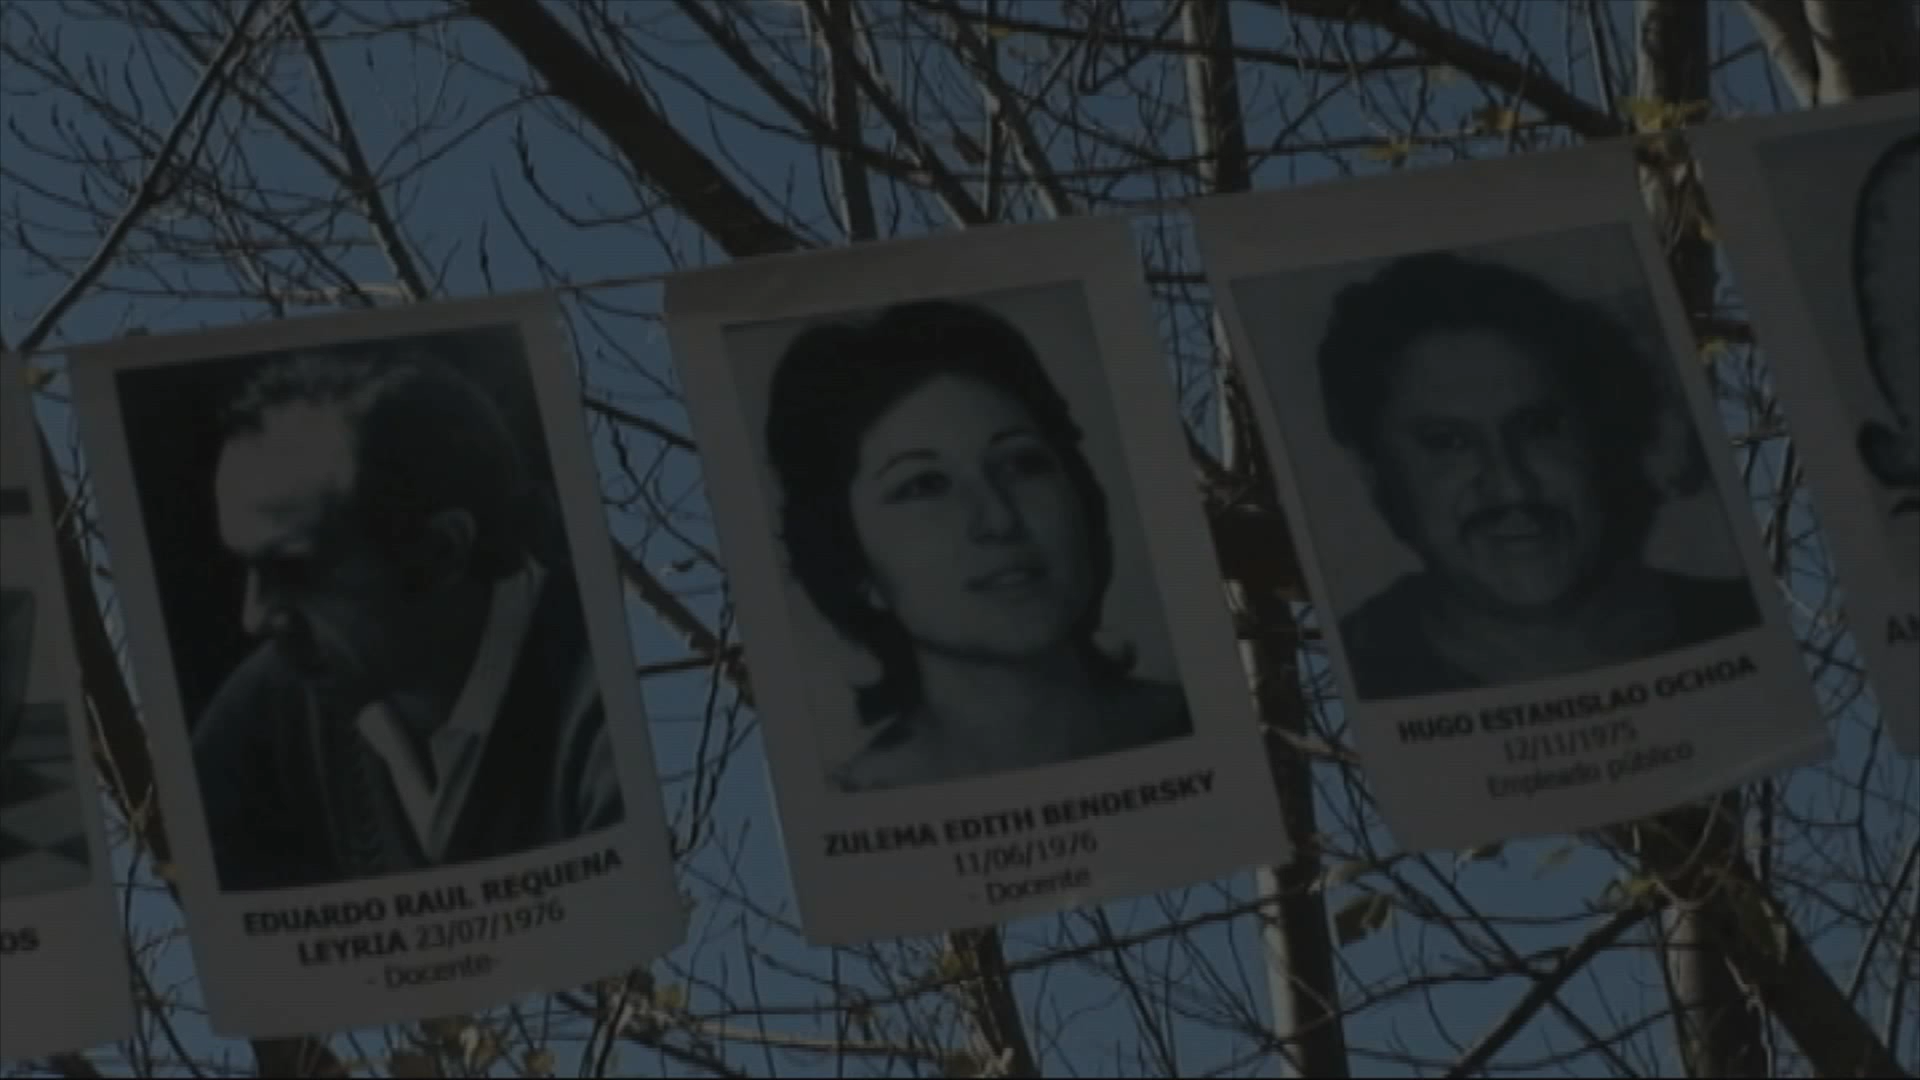 OS
EDUARDO RAUL REQUENA
LEYRIA 23/07/1976
- Docente-
ZULEMA EDITH BENDERSKY
11/06/1976
- Docente
HUGO ESTANISLAO OCHOA
12/11/1975
Empleado público